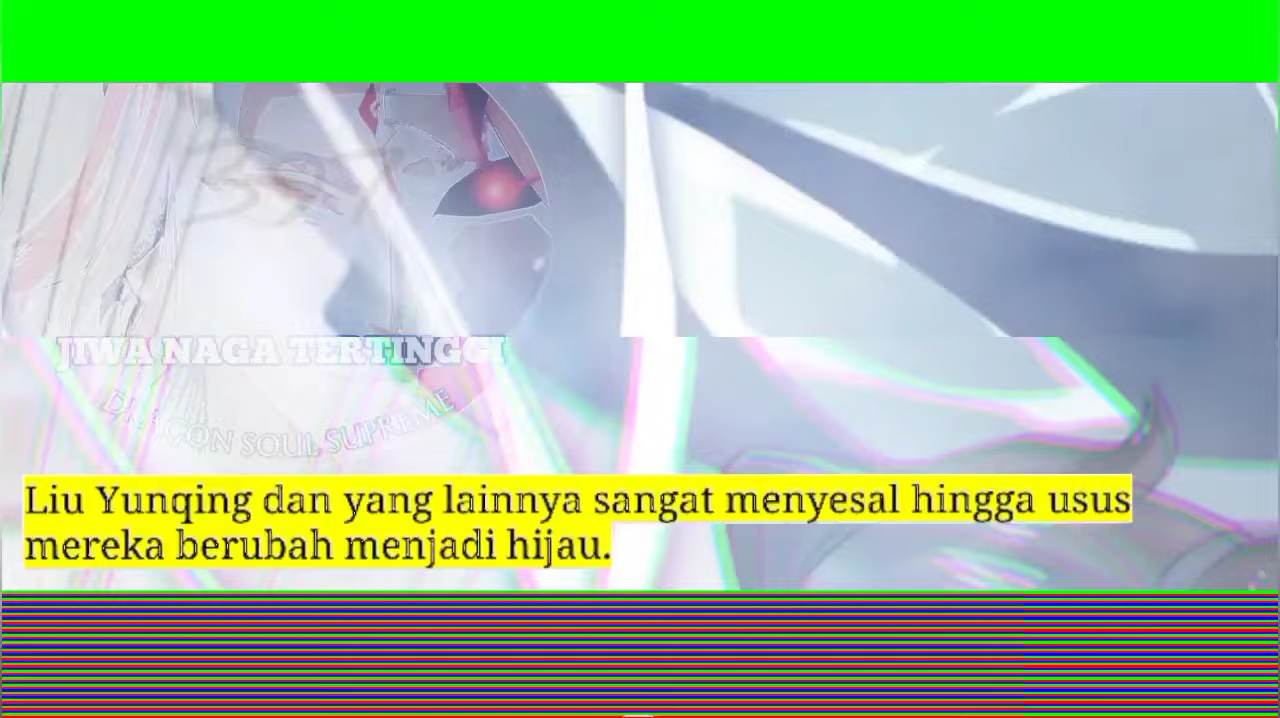 JIWA NAGA TERTINGGI
DRAGON SOUL SUPREME
Liu Yunqing dan yang lainnya sangat menyesal hingga usus
mereka berubah menjadi hijau.